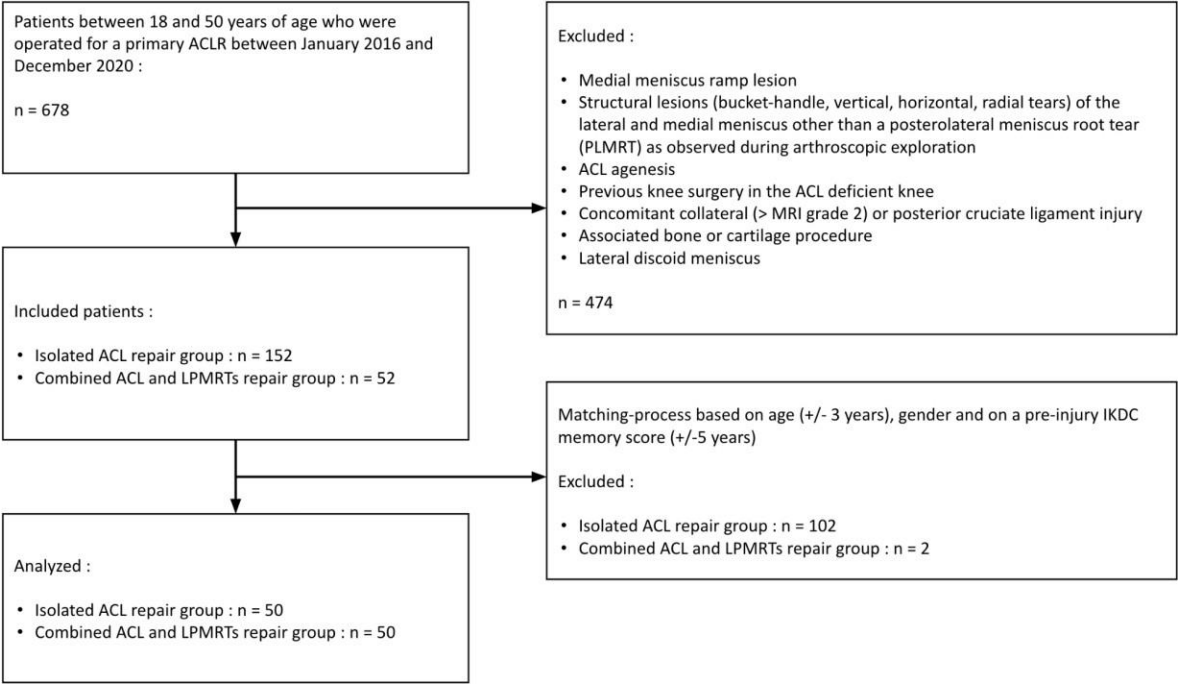 Patients between 18 and 50 years of age who were
operated for a primary ACLR between January 2016 and
December 2020 :
n = 678
Excluded :
• Medial meniscus ramp lesion
• Structural lesions (bucket-handle, vertical, horizontal, radial tears) of the
lateral and medial meniscus other than a posterolateral meniscus root tear
(PLMRT) as observed during arthroscopic exploration
• ACL agenesis
• Previous knee surgery in the ACL deficient knee
• Concomitant collateral (> MRI grade 2) or posterior cruciate ligament injury
• Associated bone or cartilage procedure
• Lateral discoid meniscus
n = 474
Included patients :
• Isolated ACL repair group : n = 152
• Combined ACL and LPMRTs repair group : n = 52
Matching-process based on age (+/- 3 years), gender and on a pre-injury IKDC
memory score (+/-5 years)
Excluded :
• Isolated ACL repair group : n = 102
• Combined ACL and LPMRTs repair group : n = 2
Analyzed :
• Isolated ACL repair group : n = 50
• Combined ACL and LPMRTs repair group : n = 50